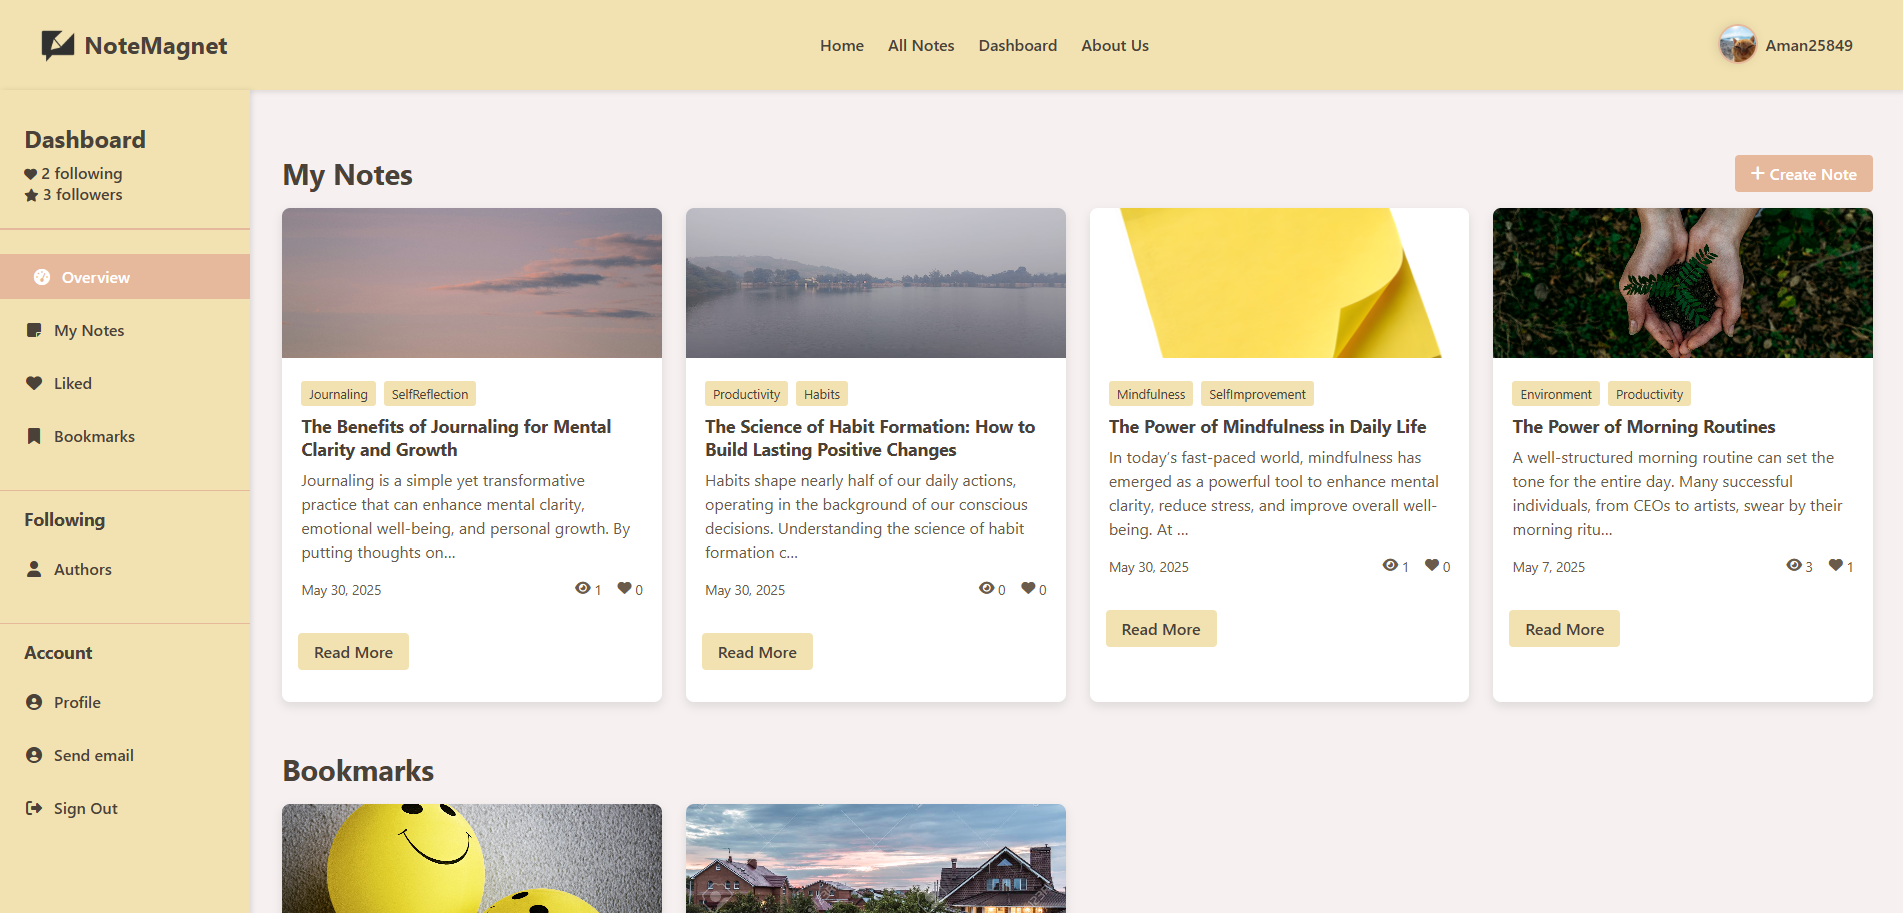 NoteMagnet
Home
All Notes
Dashboard
About Us
Aman25849
Dashboard
2 following
3 followers
Overview
My Notes
Liked
Bookmarks
Following
Authors
Account
Profile
Send email
Sign Out
My Notes
+ Create Note
Journaling
SelfReflection
The Benefits of Journaling for Mental
Clarity and Growth
Journaling is a simple yet transformative
practice that can enhance mental clarity,
emotional well-being, and personal growth. By
putting thoughts on...
May 30, 2025
1
0
Read More
Productivity
Habits
The Science of Habit Formation: How to
Build Lasting Positive Changes
Habits shape nearly half of our daily actions,
operating in the background of our conscious
decisions. Understanding the science of habit
formation c...
May 30, 2025
0
0
Read More
Mindfulness
SelfImprovement
The Power of Mindfulness in Daily Life
In today’s fast-paced world, mindfulness has
emerged as a powerful tool to enhance mental
clarity, reduce stress, and improve overall well-
being. At ...
May 30, 2025
1
0
Read More
Environment
Productivity
The Power of Morning Routines
A well-structured morning routine can set the
tone for the entire day. Many successful
individuals, from CEOs to artists, swear by their
morning ritu...
May 7, 2025
3
1
Read More
Bookmarks